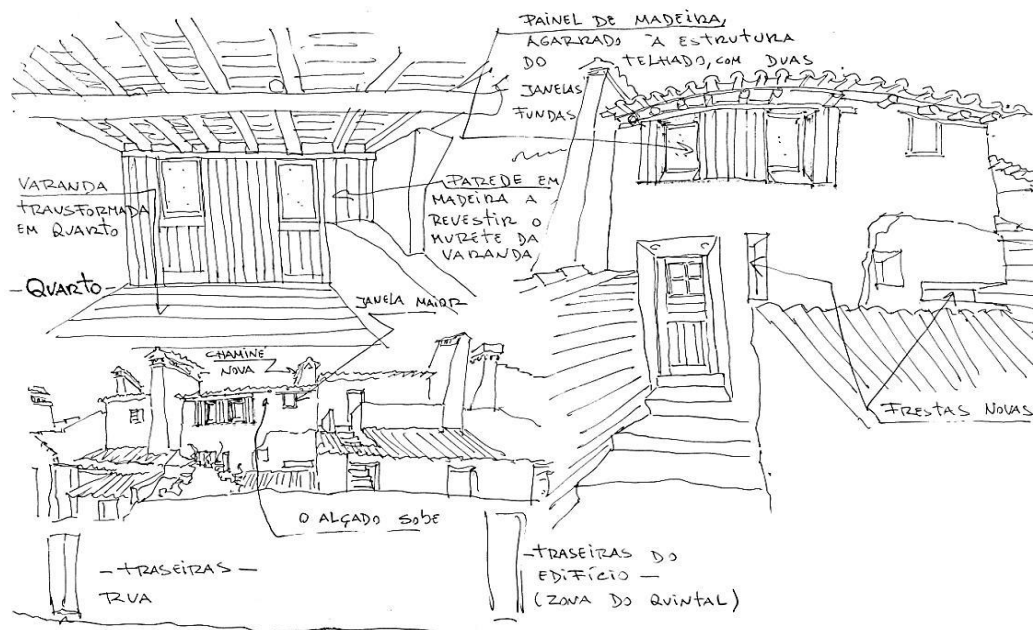 PAINEL DE MADEIRA,
AGARRADO À ESTRUTURA
DO TELHADO, COM DUAS
JANELAS
FUNDAS
VARANDA
TRANSFORMADA
EM QUARTO
PAREDE EM
MADEIRA A
REVESTIR O
MURETE DA
VARANDA
-QUARTO-
JANELA MAIOR
CHAMINÉ
NOVA
FRESTAS NOVAS
O ALÇADO SOBE
-TRASEIRAS-
RUA
-TRASEIRAS DO
EDIFÍCIO-
(ZONA DO QUINTAL)